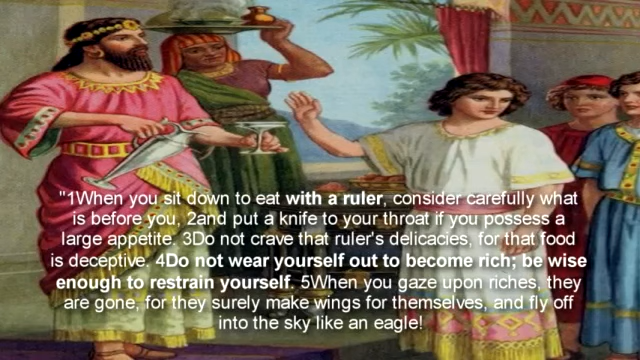 "1When you sit down to eat with a ruler, consider carefully what
is before you, 2and put a knife to your throat if you possess a
large appetite. 3Do not crave that ruler's delicacies, for that food
is deceptive. 4Do not wear yourself out to become rich; be wise
enough to restrain yourself. 5When you gaze upon riches, they
are gone, for they surely make wings for themselves, and fly off
into the sky like an eagle!